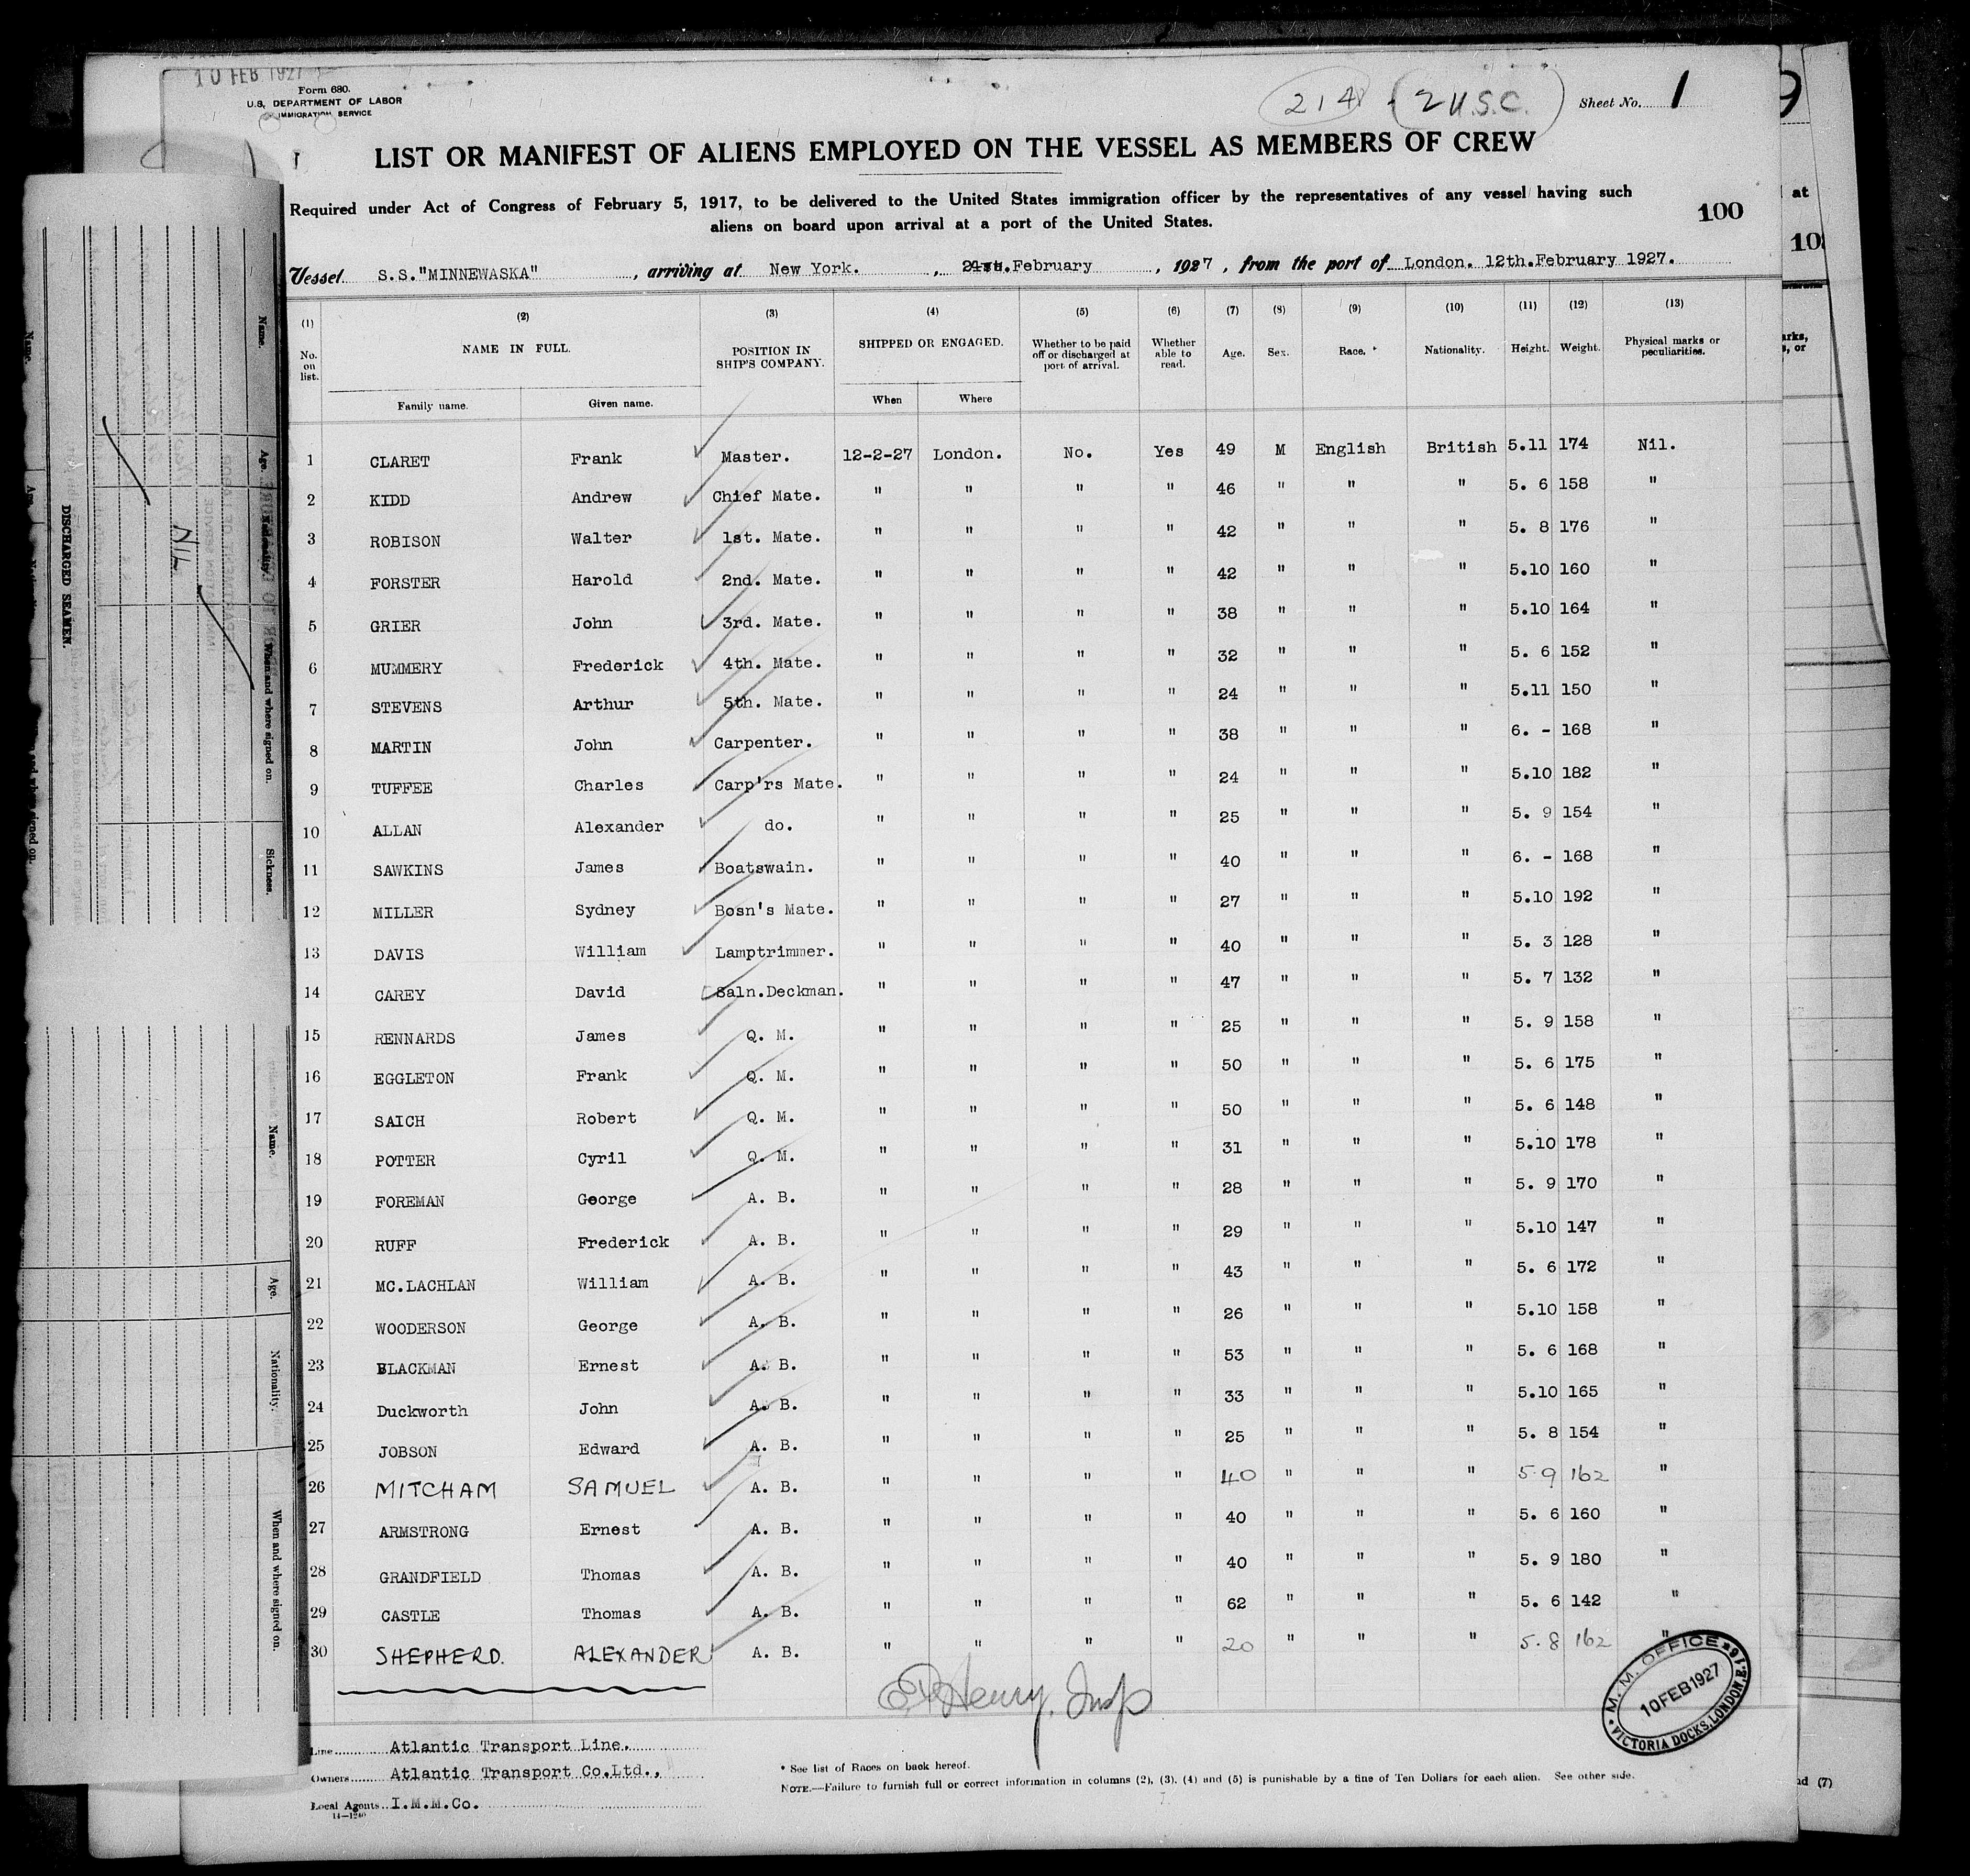 10 FEB 1927
Form 680.
U.S. DEPARTMENT OF LABOR
IMMIGRATION SERVICE
214 - 2 U.S.C.
Sheet No. 1
LIST OR MANIFEST OF ALIENS EMPLOYED ON THE VESSEL AS MEMBERS OF CREW
Required under Act of Congress of February 5, 1917, to be delivered to the United States immigration officer by the representatives of any vessel having such
aliens on board upon arrival at a port of the United States.
100
Vessel S.S."MINNEWASKA" , arriving at New York. , February , 1927 , from the port of London. 12th.February 1927.
(1) (2) (3) (4) (5) (6) (7) (8) (9) (10) (11) (12) (13)
No. on list. NAME IN FULL. POSITION IN SHIP'S COMPANY. SHIPPED OR ENGAGED. Whether to be paid off or discharged at port of arrival. Whether able to read. Age. Sex. Race. * Nationality. Height. Weight. Physical marks or peculiarities.
Family name. Given name. When Where
1 CLARET Frank Master. 12-2-27 London. No. Yes 49 M English British 5.11 174 Nil.
2 KIDD Andrew Chief Mate. " " " " 46 " " " 5. 6 158 "
3 ROBISON Walter 1st. Mate. " " " " 42 " " " 5. 8 176 "
4 FORSTER Harold 2nd. Mate. " " " " 42 " " " 5.10 160 "
5 GRIER John 3rd. Mate. " " " " 38 " " " 5.10 164 "
6 MUMMERY Frederick 4th. Mate. " " " " 32 " " " 5. 6 152 "
7 STEVENS Arthur 5th. Mate. " " " " 24 " " " 5.11 150 "
8 MARTIN John Carpenter. " " " " 38 " " " 6. - 168 "
9 TUFFEE Charles Carp'rs Mate. " " " " 24 " " " 5.10 182 "
10 ALLAN Alexander do. " " " " 25 " " " 5. 9 154 "
11 SAWKINS James Boatswain. " " " " 40 " " " 6. - 168 "
12 MILLER Sydney Bosn's Mate. " " " " 27 " " " 5.10 192 "
13 DAVIS William Lamptrimmer. " " " " 40 " " " 5. 3 128 "
14 CAREY David Saln.Deckman. " " " " 47 " " " 5. 7 132 "
15 RENNARDS James Q. M. " " " " 25 " " " 5. 9 158 "
16 EGGLETON Frank Q. M. " " " " 50 " " " 5. 6 175 "
17 SAICH Robert Q. M. " " " " 50 " " " 5. 6 148 "
18 POTTER Cyril Q. M. " " " " 31 " " " 5.10 178 "
19 FOREMAN George A. B. " " " " 28 " " " 5. 9 170 "
20 RUFF Frederick A. B. " " " " 29 " " " 5.10 147 "
21 MC.LACHLAN William A. B. " " " " 43 " " " 5. 6 172 "
22 WOODERSON George A. B. " " " " 26 " " " 5.10 158 "
23 BLACKMAN Ernest A. B. " " " " 53 " " " 5. 6 168 "
24 Duckworth John A. B. " " " " 33 " " " 5.10 165 "
25 JOBSON Edward A. B. " " " " 25 " " " 5. 8 154 "
26 MITCHAM SAMUEL A. B. " " " " 40 " " " 5.9 162 "
27 ARMSTRONG Ernest A. B. " " " " 40 " " " 5. 6 160 "
28 GRANDFIELD Thomas A. B. " " " " 40 " " " 5. 9 180 "
29 CASTLE Thomas A. B. " " " " 62 " " " 5. 6 142 "
30 SHEPHERD. ALEXANDER A. B. " " " " 20 " " " 5.8 162 "
Henry. Insp
M. M. OFFICE
10 FEB 1927
VICTORIA DOCKS, LONDON, E.16
Line Atlantic Transport Line.
Owners Atlantic Transport Co.Ltd.,
Local Agents I.M.M.Co.
14—1240
* See list of Races on back hereof.
NOTE.—Failure to furnish full or correct information in columns (2), (3), (4) and (5) is punishable by a fine of Ten Dollars for each alien. See other side.
DISCHARGED SEAMEN.
NIL
Name. Age. When and where signed on. Sickness.
Name. Age. Nationality. When and where signed on.
at
10